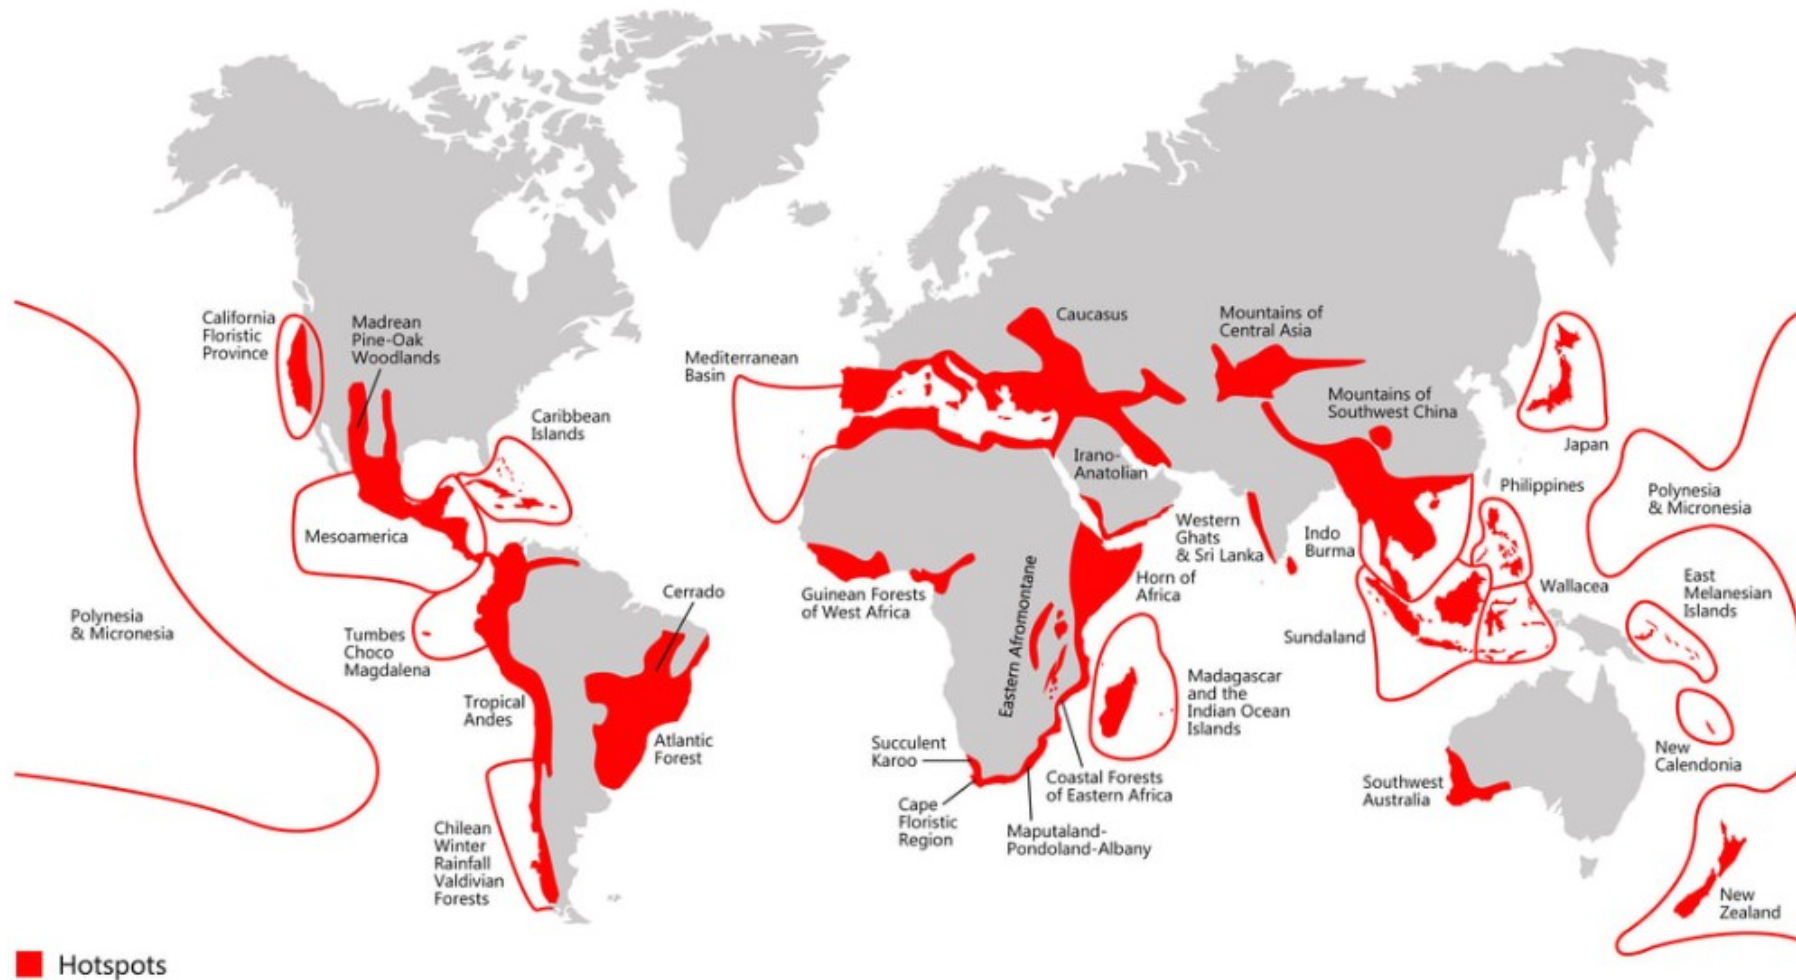 California
Floristic
Province
Madrean
Pine-Oak
Woodlands
Caribbean
Islands
Mesoamerica
Polynesia
& Micronesia
Tumbes
Choco
Magdalena
Cerrado
Tropical
Andes
Atlantic
Forest
Chilean
Winter
Rainfall
Valdivian
Forests
Mediterranean
Basin
Caucasus
Mountains of
Central Asia
Mountains of
Southwest China
Japan
Irano-
Anatolian
Western
Ghats
& Sri Lanka
Indo
Burma
Philippines
Polynesia
& Micronesia
Guinean Forests
of West Africa
Eastern Afromontane
Horn of
Africa
Sundaland
Wallacea
East
Melanesian
Islands
Madagascar
and the
Indian Ocean
Islands
Succulent
Karoo
Cape
Floristic
Region
Maputaland-
Pondoland-Albany
Coastal Forests
of Eastern Africa
Southwest
Australia
New
Calendonia
New
Zealand
Hotspots